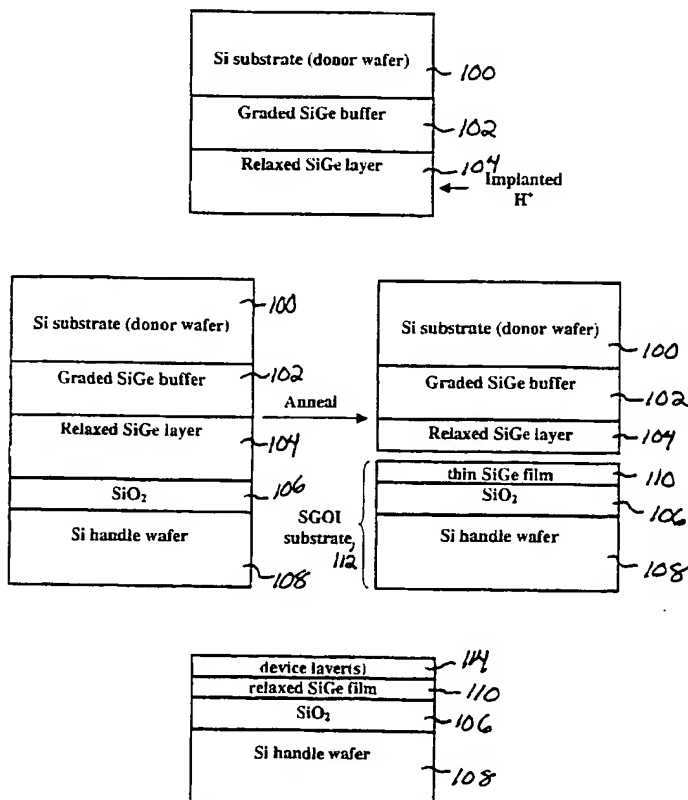 Si substrate (donor wafer)
100
Graded SiGe buffer
102
Relaxed SiGe layer
104
Implanted
H⁺
Si substrate (donor wafer)
100
Graded SiGe buffer
102
Relaxed SiGe layer
104
SiO₂
106
Si handle wafer
108
Anneal
Si substrate (donor wafer)
100
Graded SiGe buffer
102
Relaxed SiGe layer
104
thin SiGe film
110
SiO₂
106
SGOI
substrate,
112
Si handle wafer
108
device layer(s)
114
relaxed SiGe film
110
SiO₂
106
Si handle wafer
108